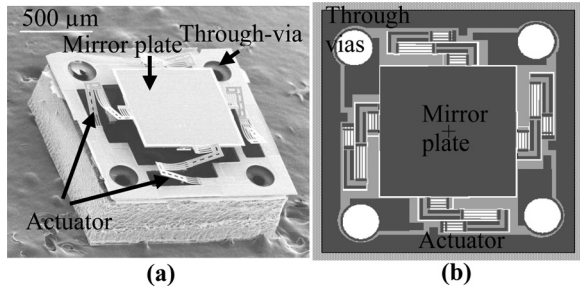 500 µm
Mirror plate
Through-via
Actuator
(a)
Through
vias
Mirror
plate
Actuator
(b)